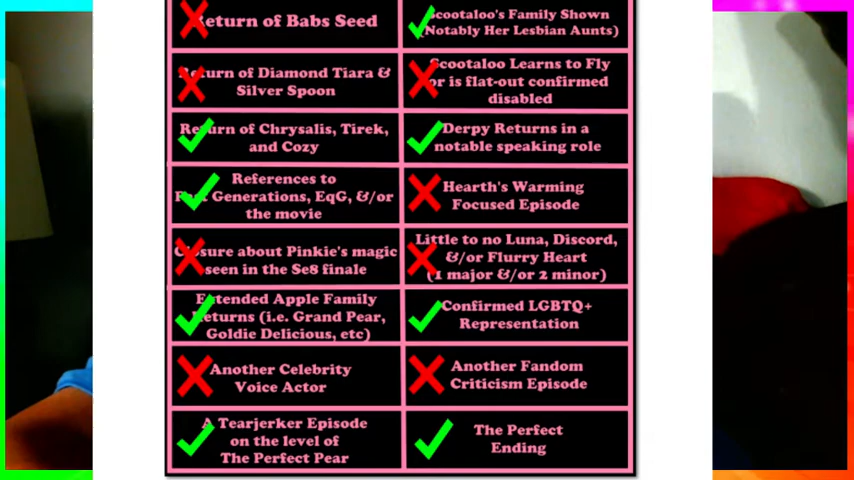 Return of Babs Seed
Scootaloo's Family Shown
(Notably Her Lesbian Aunts)
Return of Diamond Tiara &
Silver Spoon
Scootaloo Learns to Fly
or is flat-out confirmed
disabled
Return of Chrysalis, Tirek,
and Cozy
Derpy Returns in a
notable speaking role
References to
Past Generations, EqG, &/or
the movie
Hearth's Warming
Focused Episode
Closure about Pinkie's magic
seen in the Se8 finale
Little to no Luna, Discord,
&/or Flurry Heart
(1 major &/or 2 minor)
Extended Apple Family
Returns (i.e. Grand Pear,
Goldie Delicious, etc)
Confirmed LGBTQ+
Representation
Another Celebrity
Voice Actor
Another Fandom
Criticism Episode
A Tearjerker Episode
on the level of
The Perfect Pear
The Perfect
Ending